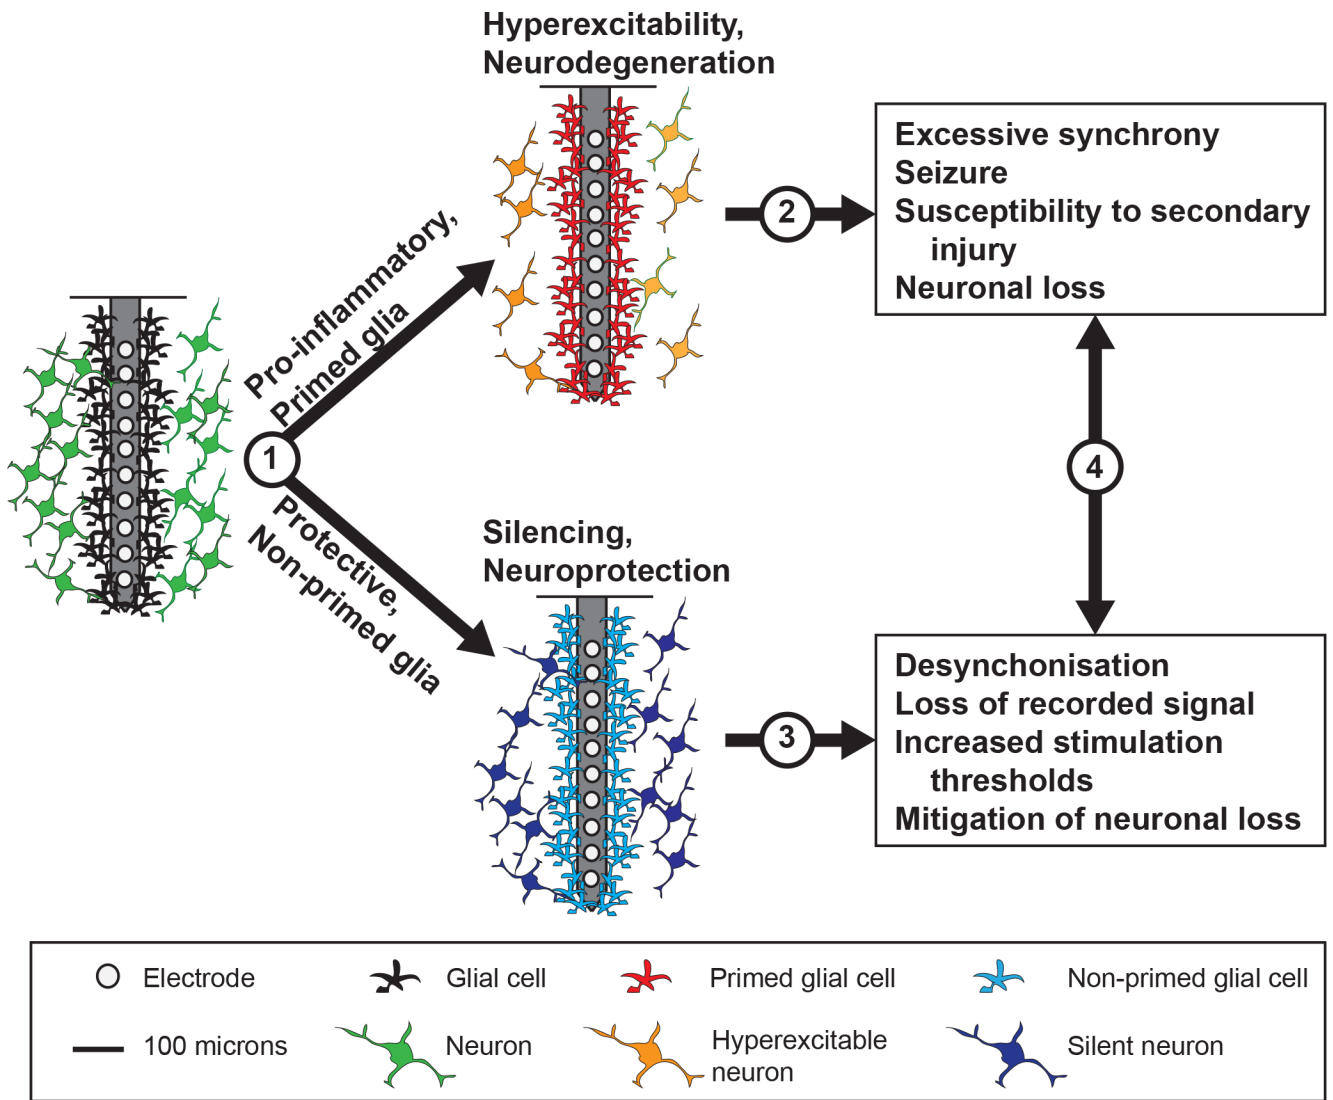 Hyperexcitability,
Neurodegeneration
Pro-inflammatory,
Primed glia
1
Protective,
Non-primed glia
2
Excessive synchrony
Seizure
Susceptibility to secondary
injury
Neuronal loss
4
Silencing,
Neuroprotection
3
Desynchonisation
Loss of recorded signal
Increased stimulation
thresholds
Mitigation of neuronal loss
Electrode
Glial cell
Primed glial cell
Non-primed glial cell
100 microns
Neuron
Hyperexcitable
neuron
Silent neuron